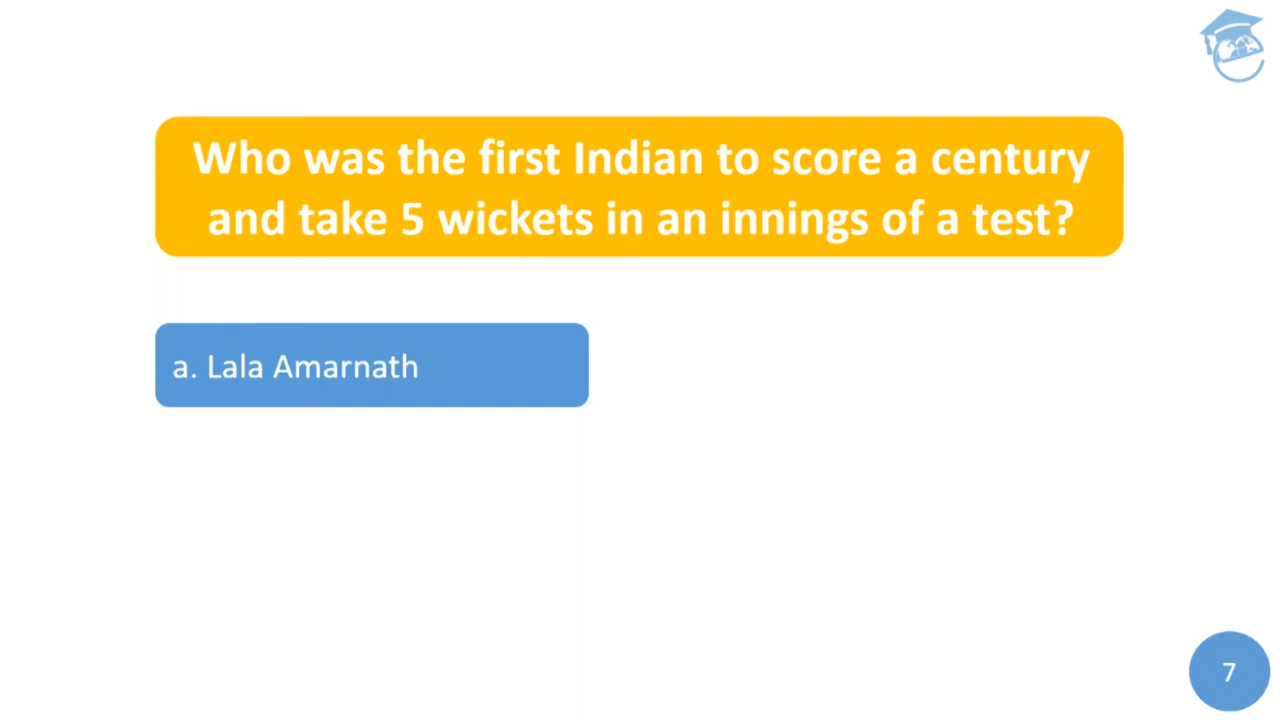 Who was the first Indian to score a century
and take 5 wickets in an innings of a test?
a. Lala Amarnath
7